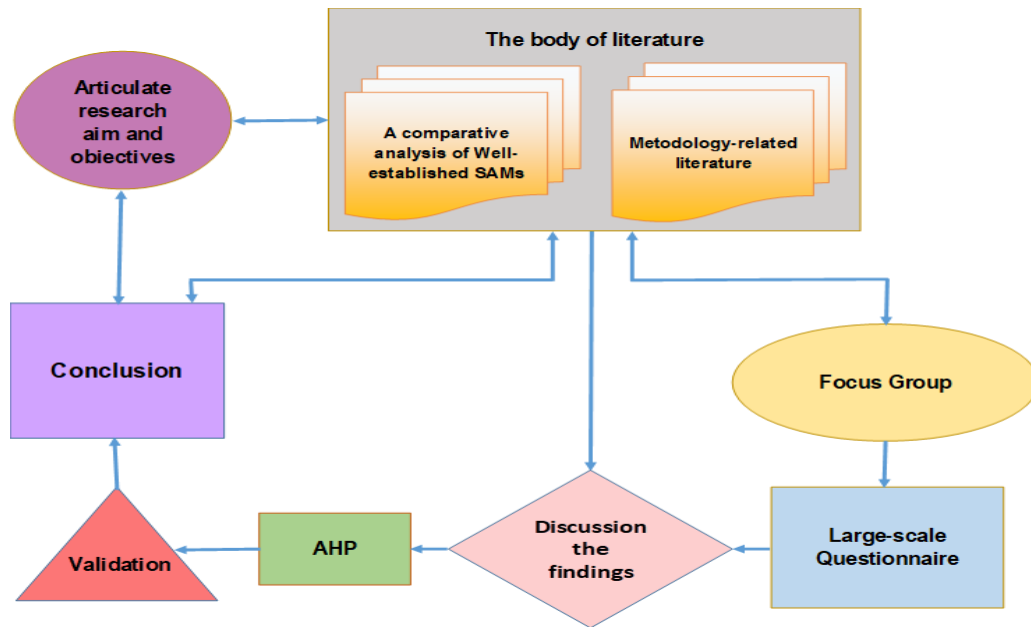 The body of literature
Articulate
research
aim and
obiectives
A comparative
analysis of Well-
established SAMs
Metodology-related
literature
Conclusion
Focus Group
Validation
AHP
Discussion
the
findings
Large-scale
Questionnaire